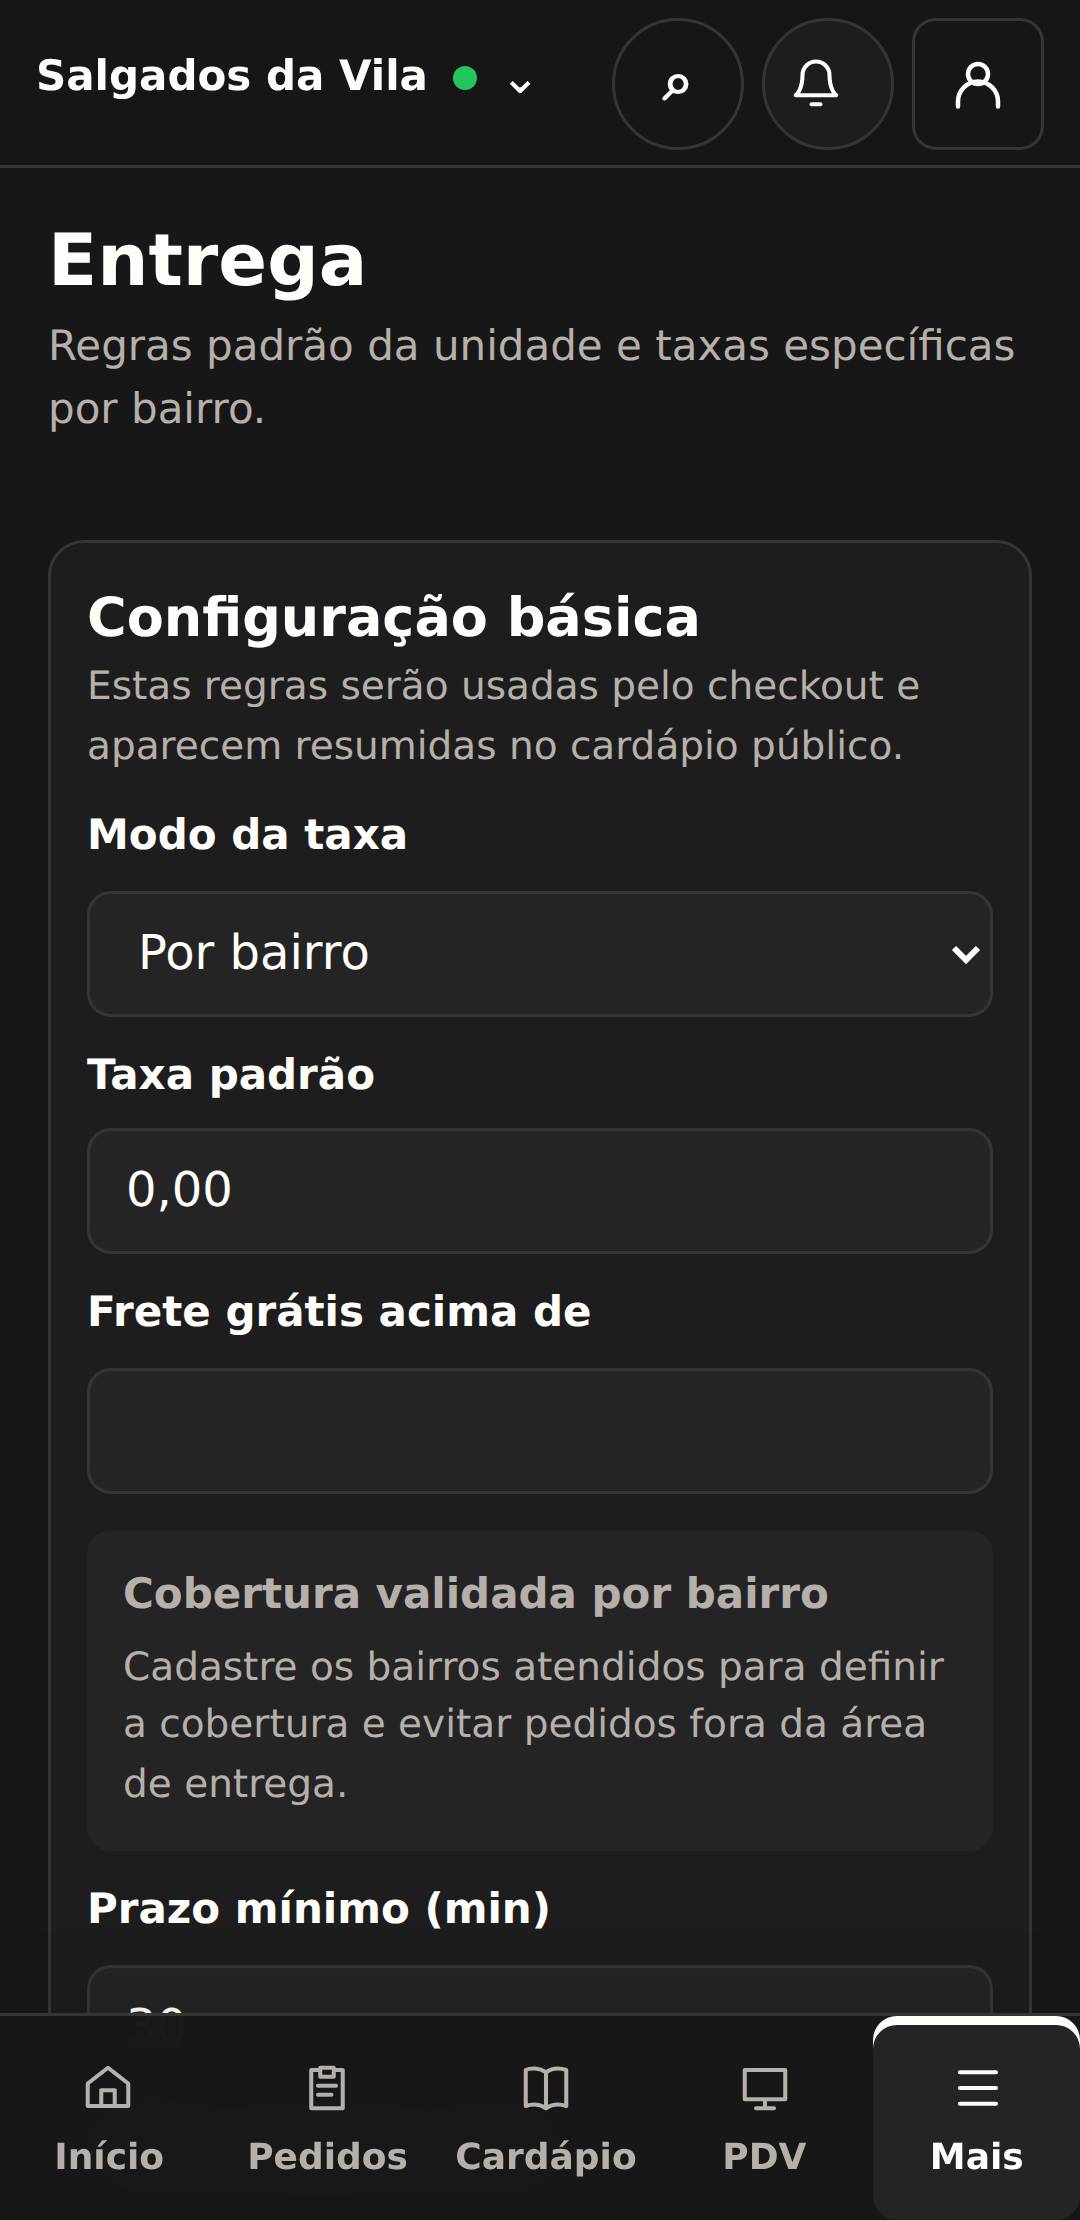 Salgados da Vila
Entrega
Regras padrão da unidade e taxas específicas
por bairro.
Configuração básica
Estas regras serão usadas pelo checkout e
aparecem resumidas no cardápio público.
Modo da taxa
Por bairro
Taxa padrão
0,00
Frete grátis acima de
Cobertura validada por bairro
Cadastre os bairros atendidos para definir
a cobertura e evitar pedidos fora da área
de entrega.
Prazo mínimo (min)
30
Início
Pedidos
Cardápio
PDV
Mais